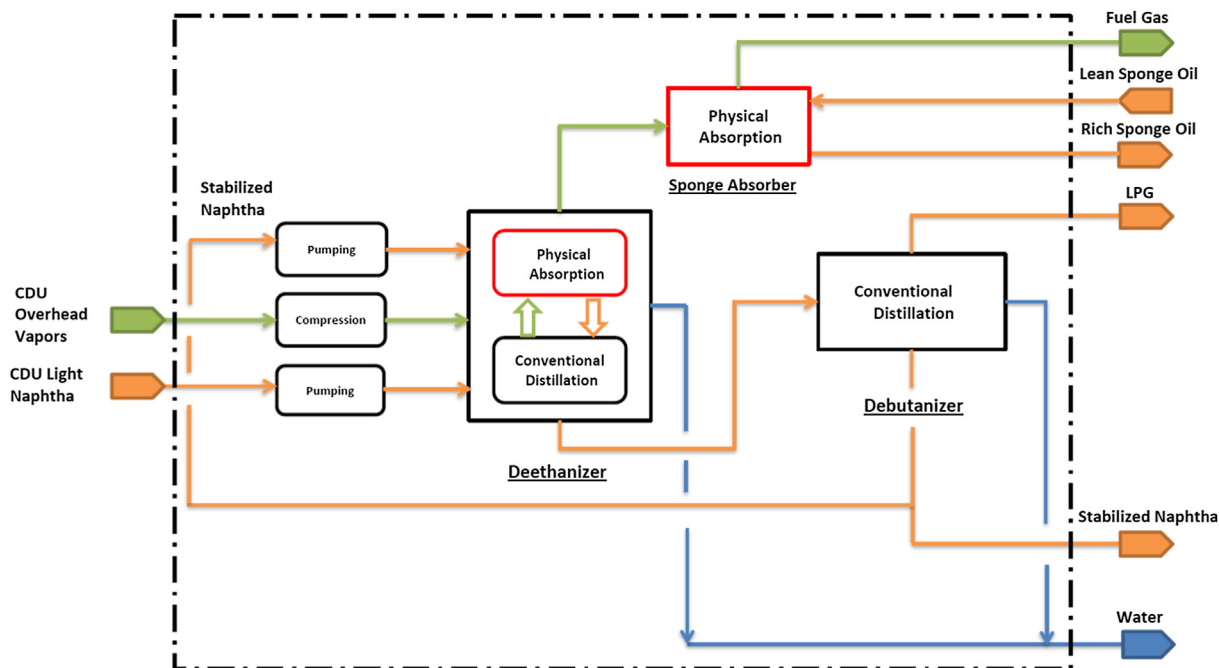 Fuel Gas
Lean Sponge Oil
Physical
Absorption
Rich Sponge Oil
Sponge Absorber
Stabilized
Naphtha
LPG
Pumping
Physical
Absorption
CDU
Overhead
Vapors
Compression
Conventional
Distillation
CDU Light
Naphtha
Pumping
Conventional
Distillation
Debutanizer
Deethanizer
Stabilized Naphtha
Water